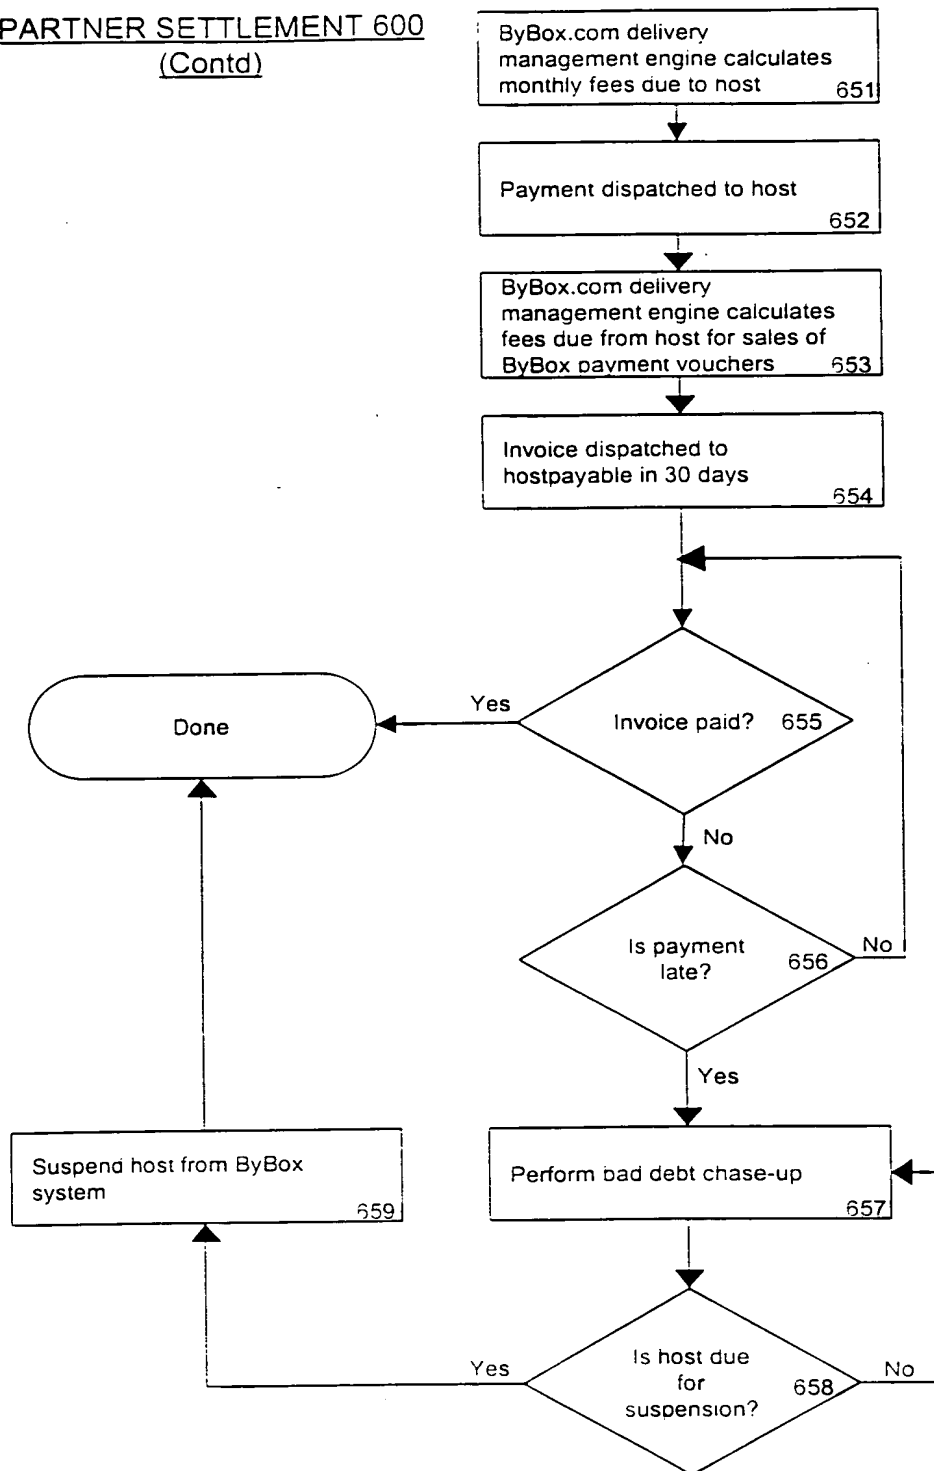 PARTNER SETTLEMENT 600
(Contd)
ByBox.com delivery
management engine calculates
monthly fees due to host
651
Payment dispatched to host
652
ByBox.com delivery
management engine calculates
fees due from host for sales of
ByBox payment vouchers
653
Invoice dispatched to
hostpayable in 30 days
654
Invoice paid? 655
Yes
Done
No
Is payment
late?
656
No
Yes
Perform bad debt chase-up
657
Suspend host from ByBox
system
659
Is host due
for
suspension?
658
Yes
No